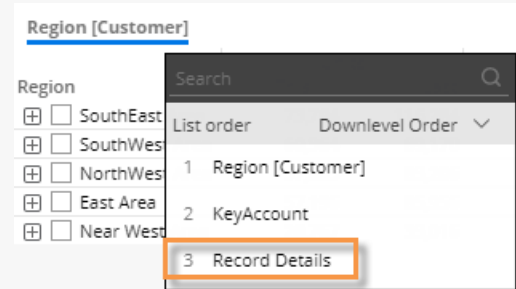 Region [Customer]
Search
Region
SouthEast
List order Downlevel Order
SouthWes
1 Region [Customer]
NorthWes
East Area
2 KeyAccount
Near West
3 Record Details